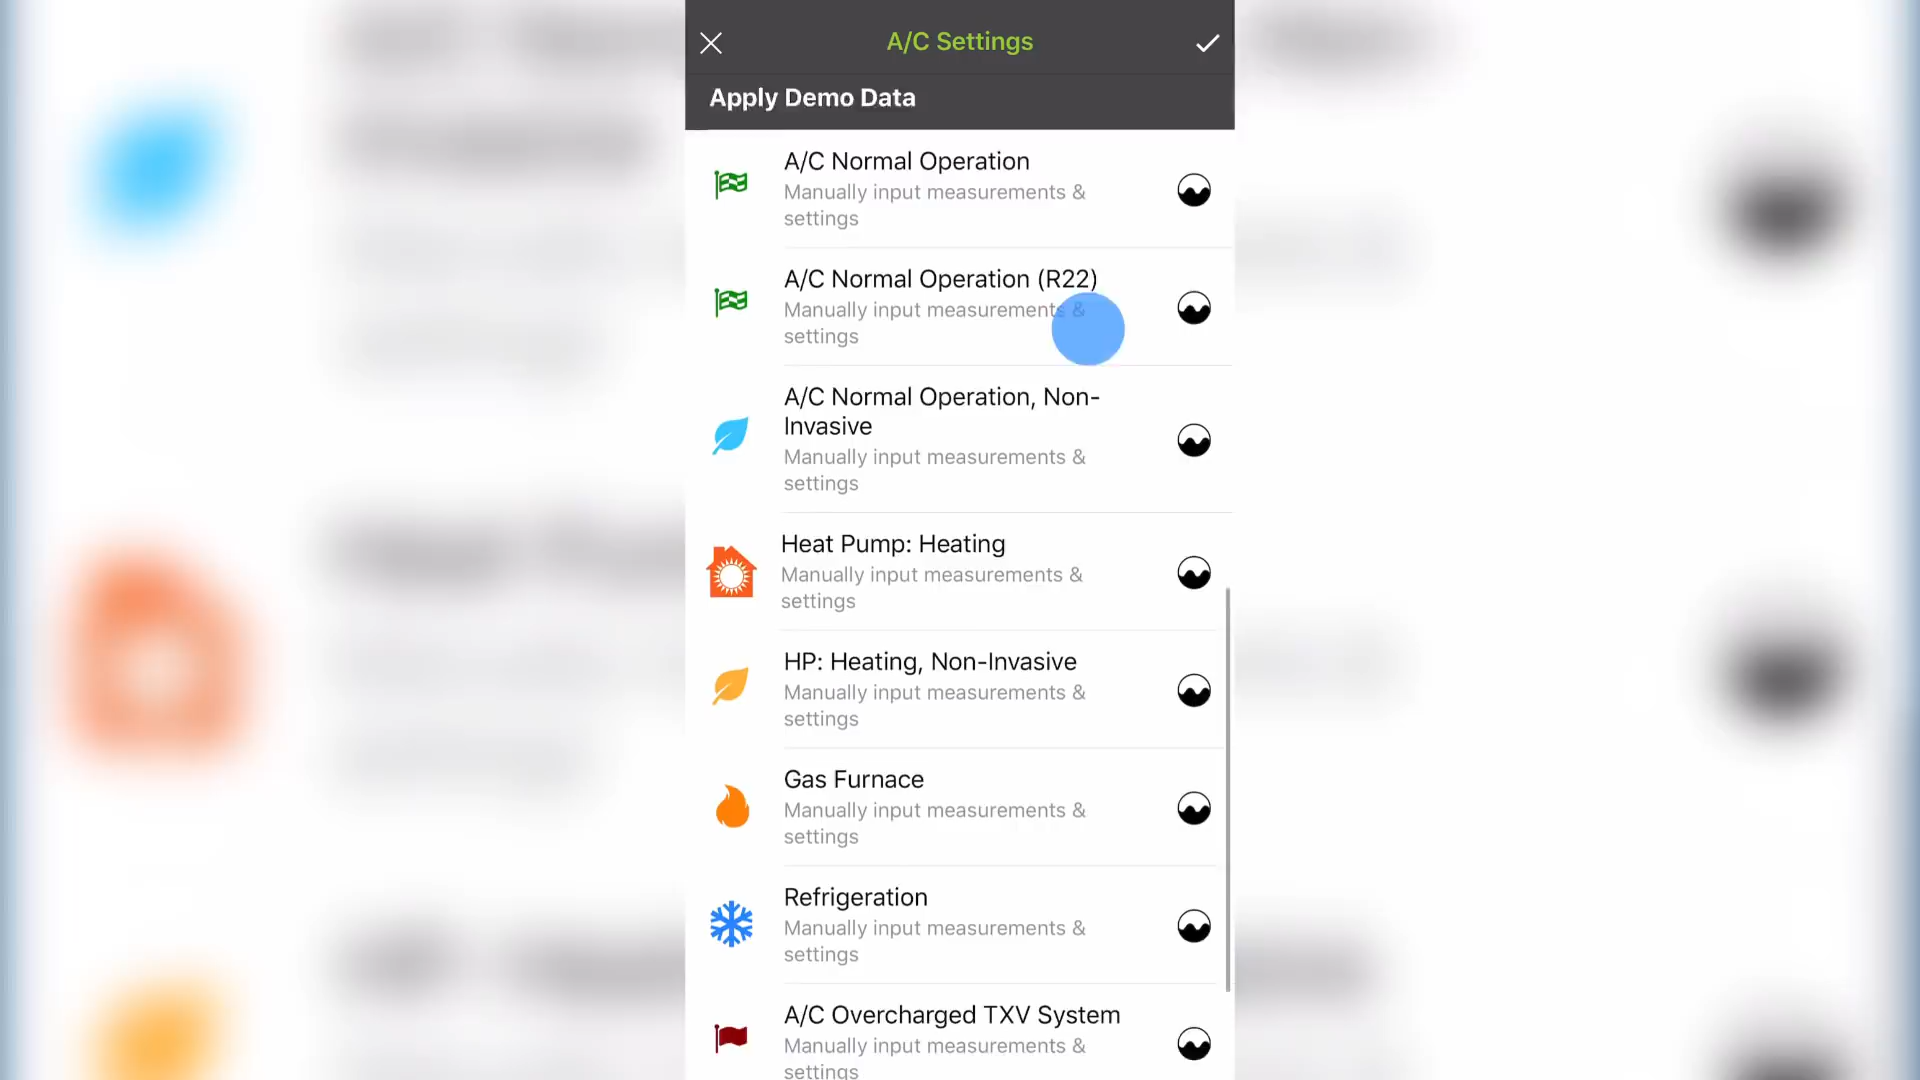 A/C Settings
Apply Demo Data
A/C Normal Operation
Manually input measurements &
settings
A/C Normal Operation (R22)
Manually input measurements &
settings
A/C Normal Operation, Non-
Invasive
Manually input measurements &
settings
Heat Pump: Heating
Manually input measurements &
settings
HP: Heating, Non-Invasive
Manually input measurements &
settings
Gas Furnace
Manually input measurements &
settings
Refrigeration
Manually input measurements &
settings
A/C Overcharged TXV System
Manually input measurements &
settings